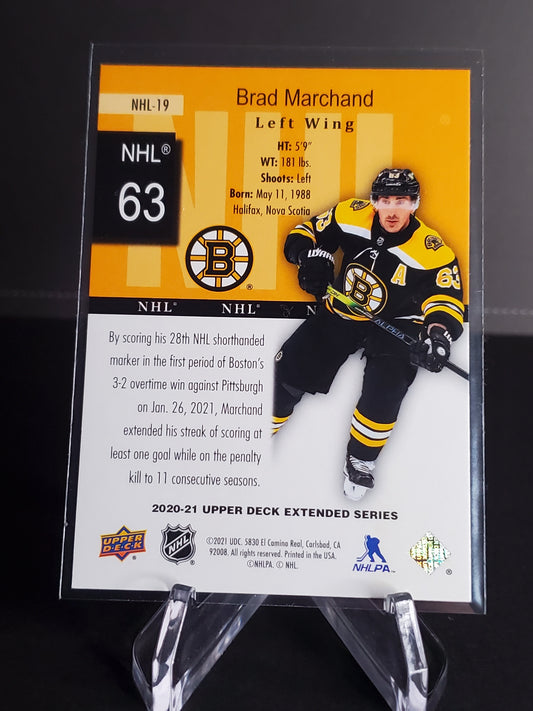 NHL-19
Brad Marchand
Left Wing
NHL®
63
HT: 5'9"
WT: 181 lbs.
Shoots: Left
Born: May 11, 1988
Halifax, Nova Scotia
B
®
63
A
63
ALPHA
NHL® NHL® N
By scoring his 28th NHL shorthanded
marker in the first period of Boston's
3-2 overtime win against Pittsburgh
on Jan. 26, 2021, Marchand
extended his streak of scoring at
least one goal while on the penalty
kill to 11 consecutive seasons.
2020-21 UPPER DECK EXTENDED SERIES
UPPER DECK
NHL
©2021 UDC. 5830 El Camino Real, Carlsbad, CA
92008. All rights reserved. Printed in the USA.
©NHLPA. © NHL.
NHLPA™
®